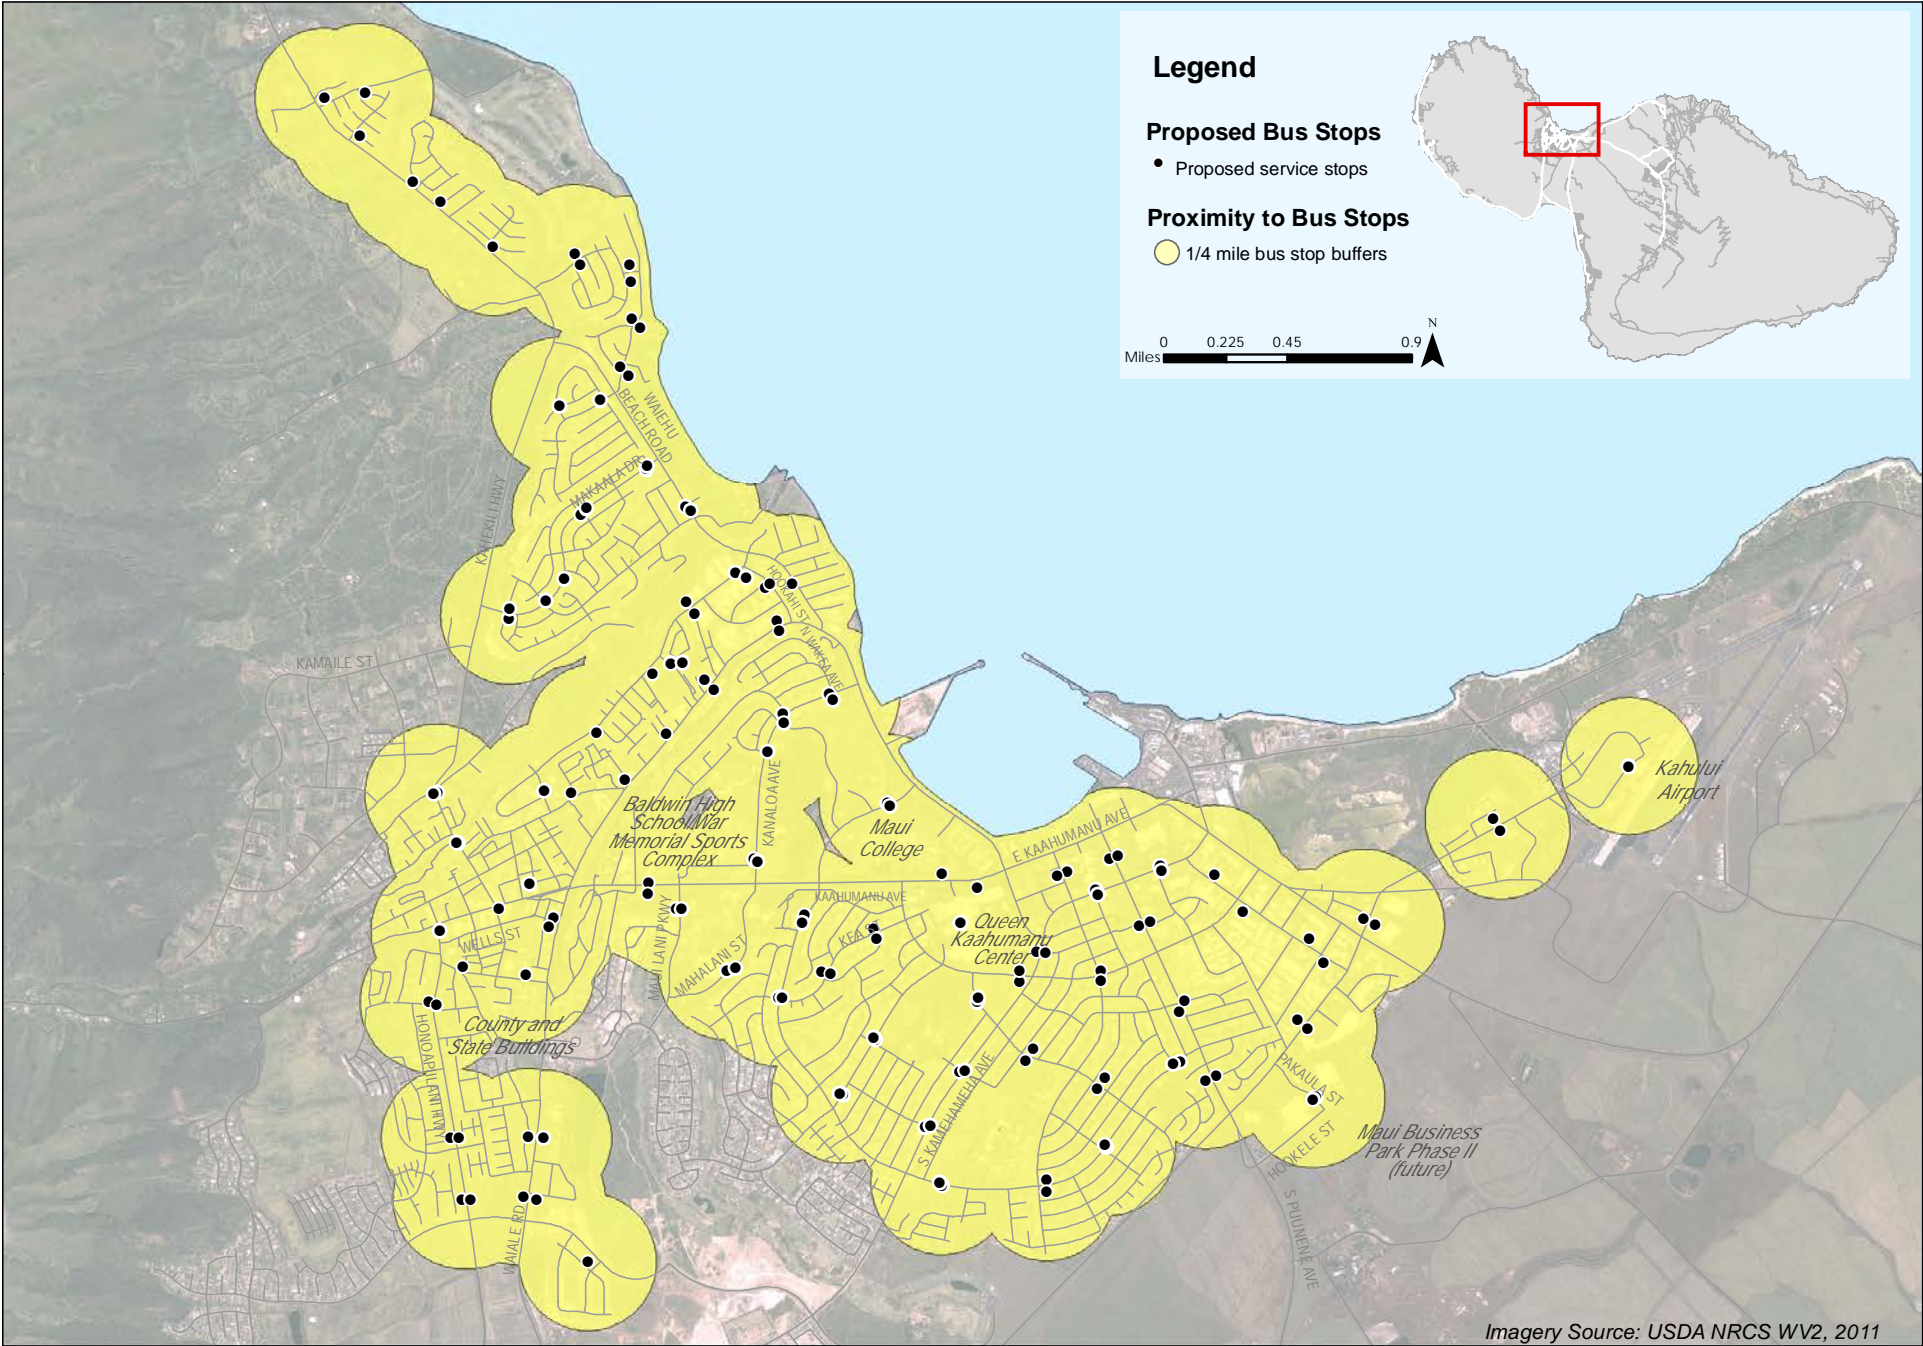 Legend
Proposed Bus Stops
Proposed service stops
Proximity to Bus Stops
1/4 mile bus stop buffers
N
0 0.225 0.45 0.9
Miles
WAIEHU
BEACH ROAD
MAKAALA DR
KAHEKILI HWY
HOOKAHI ST
N WAKEA AVE
KAMAILE ST
Kahului
Airport
Baldwin High
School/War
Memorial Sports
Complex
KANALOA AVE
Maui
College
E KAAHUMANU AVE
KAAHUMANU AVE
MAUI LANI PKWY
WELLS ST
MAHALANI ST
KEA ST
Queen
Kaahumanu
Center
HONOAPIILANI HWY
County and
State Buildings
S KAMEHAMEHA AVE
PAKAULA ST
HOOKELE ST
Maui Business
Park Phase II
(future)
WAIALE RD
S PUUNENE AVE
Imagery Source: USDA NRCS WV2, 2011